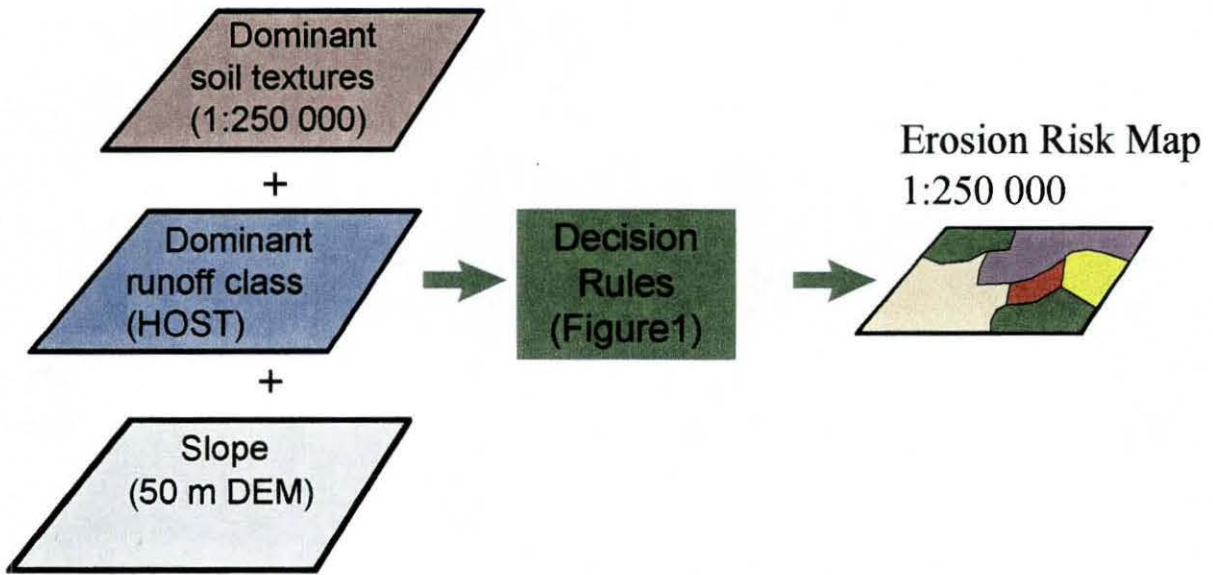 Dominant
soil textures
(1:250 000)
+
Dominant
runoff class
(HOST)
+
Slope
(50 m DEM)
Decision
Rules
(Figure1)
Erosion Risk Map
1:250 000